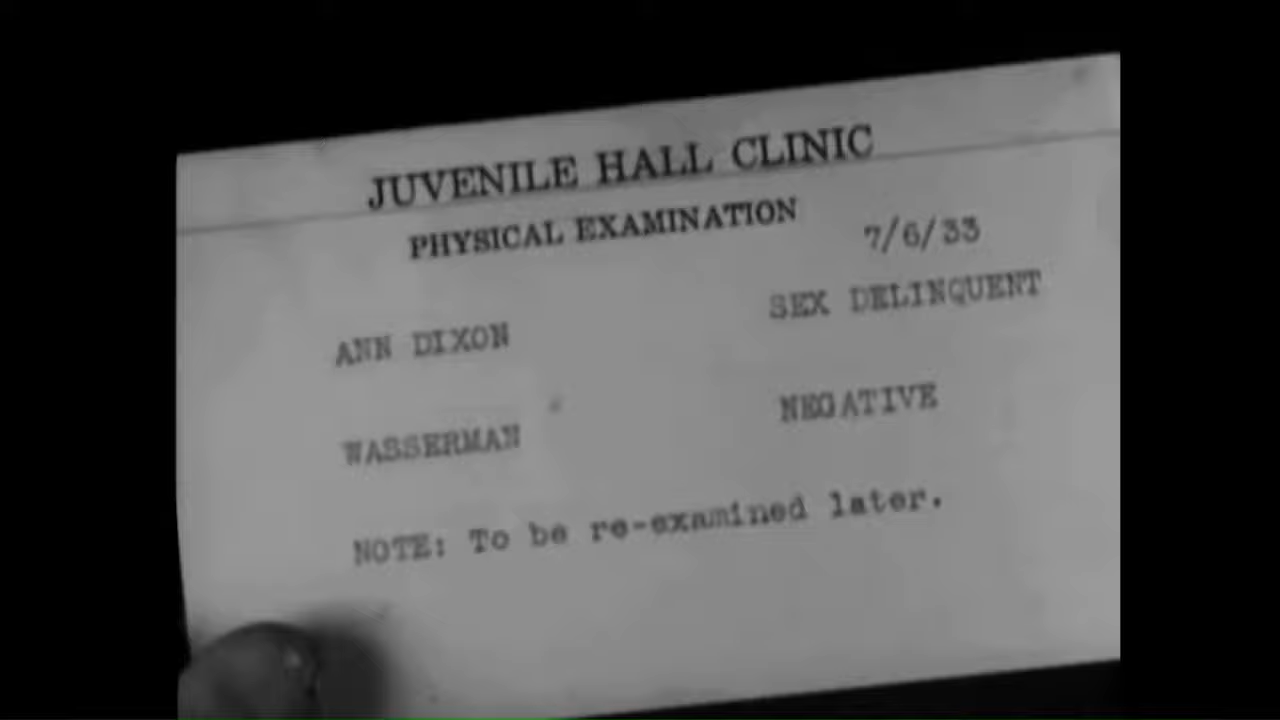 JUVENILE HALL CLINIC
PHYSICAL EXAMINATION
7/6/33
SEX DELINQUENT
ANN DIXON
NEGATIVE
WASSERMAN
NOTE: To be re-examined later.